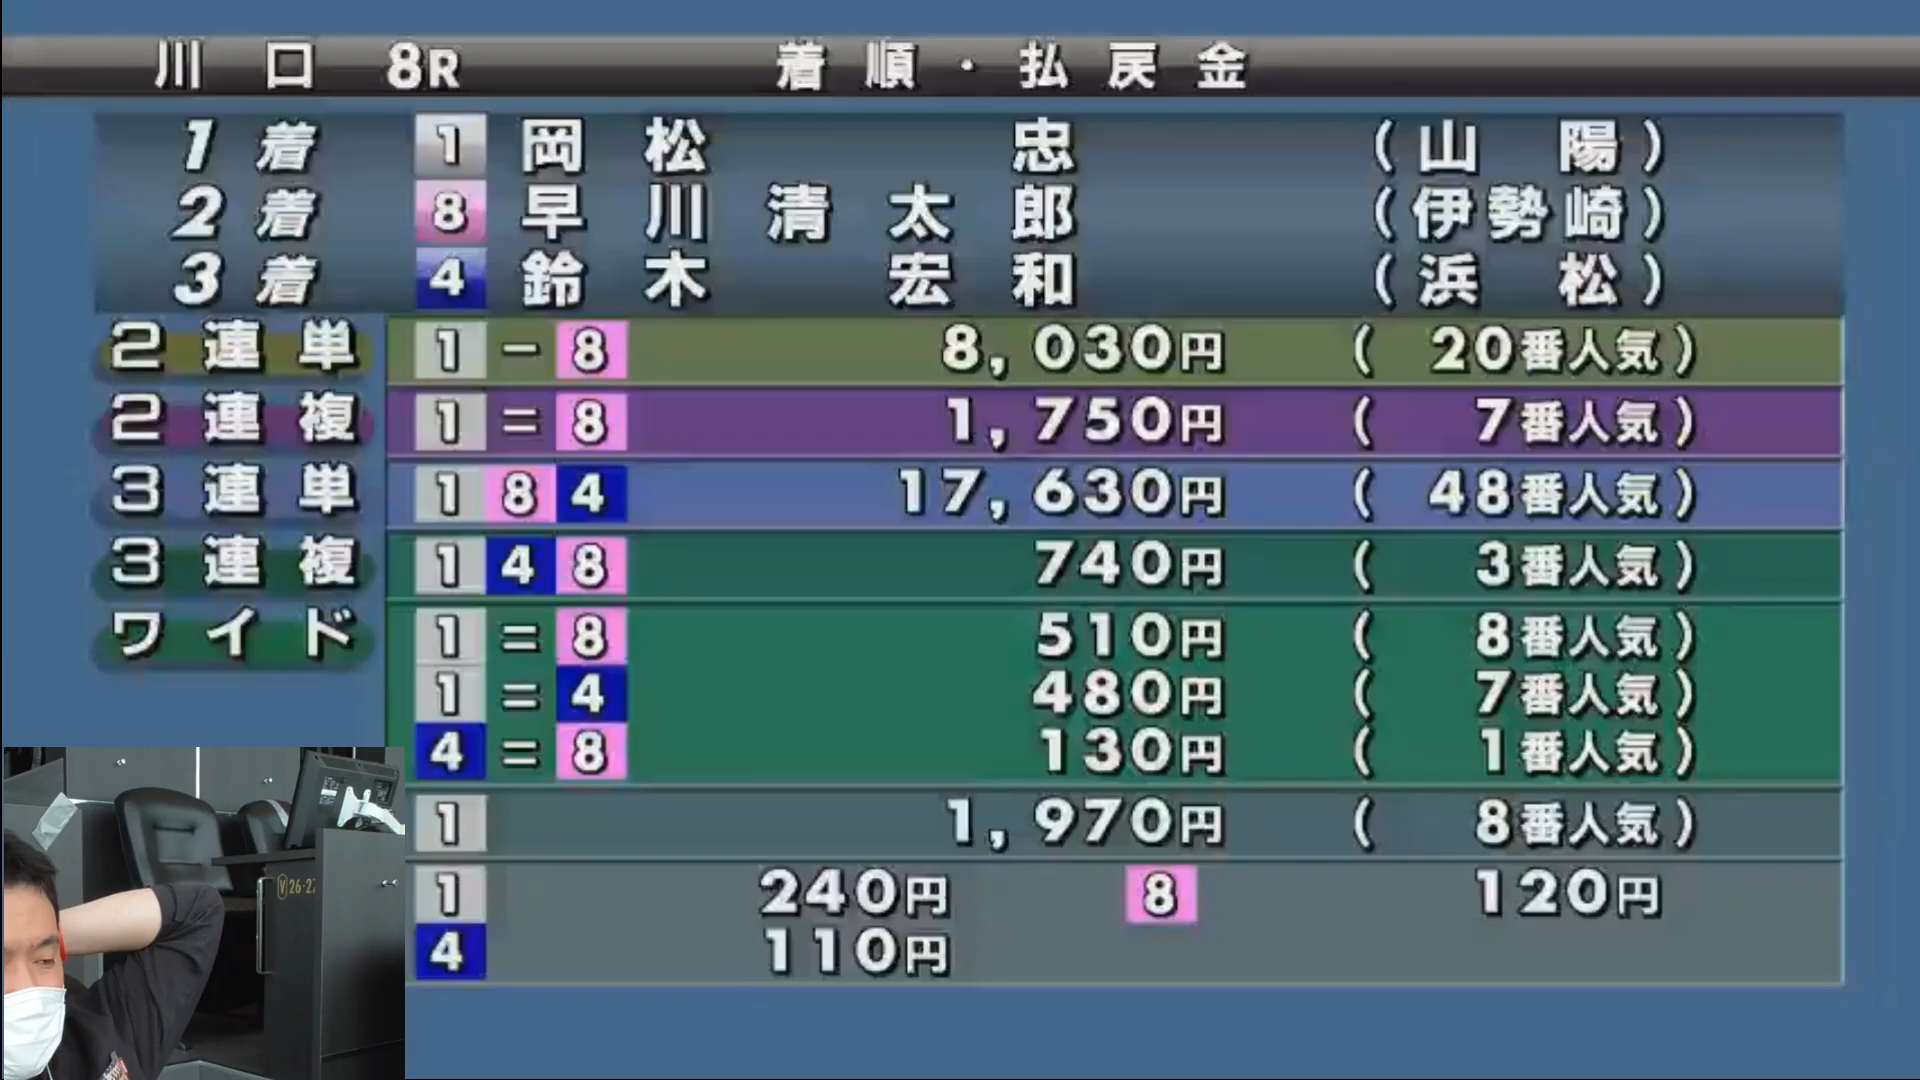 川口 8R 着順・払戻金
1着 1 岡松 忠 (山陽)
2着 8 早川清太郎 (伊勢崎)
3着 4 鈴木 宏和 (浜松)
2連単 1-8 8,030円 (20番人気)
2連複 1=8 1,750円 (7番人気)
3連単 1 8 4 17,630円 (48番人気)
3連複 1 4 8 740円 (3番人気)
ワイド 1=8 510円 (8番人気)
1=4 480円 (7番人気)
4=8 130円 (1番人気)
1 1,970円 (8番人気)
1 240円 8 120円
4 110円